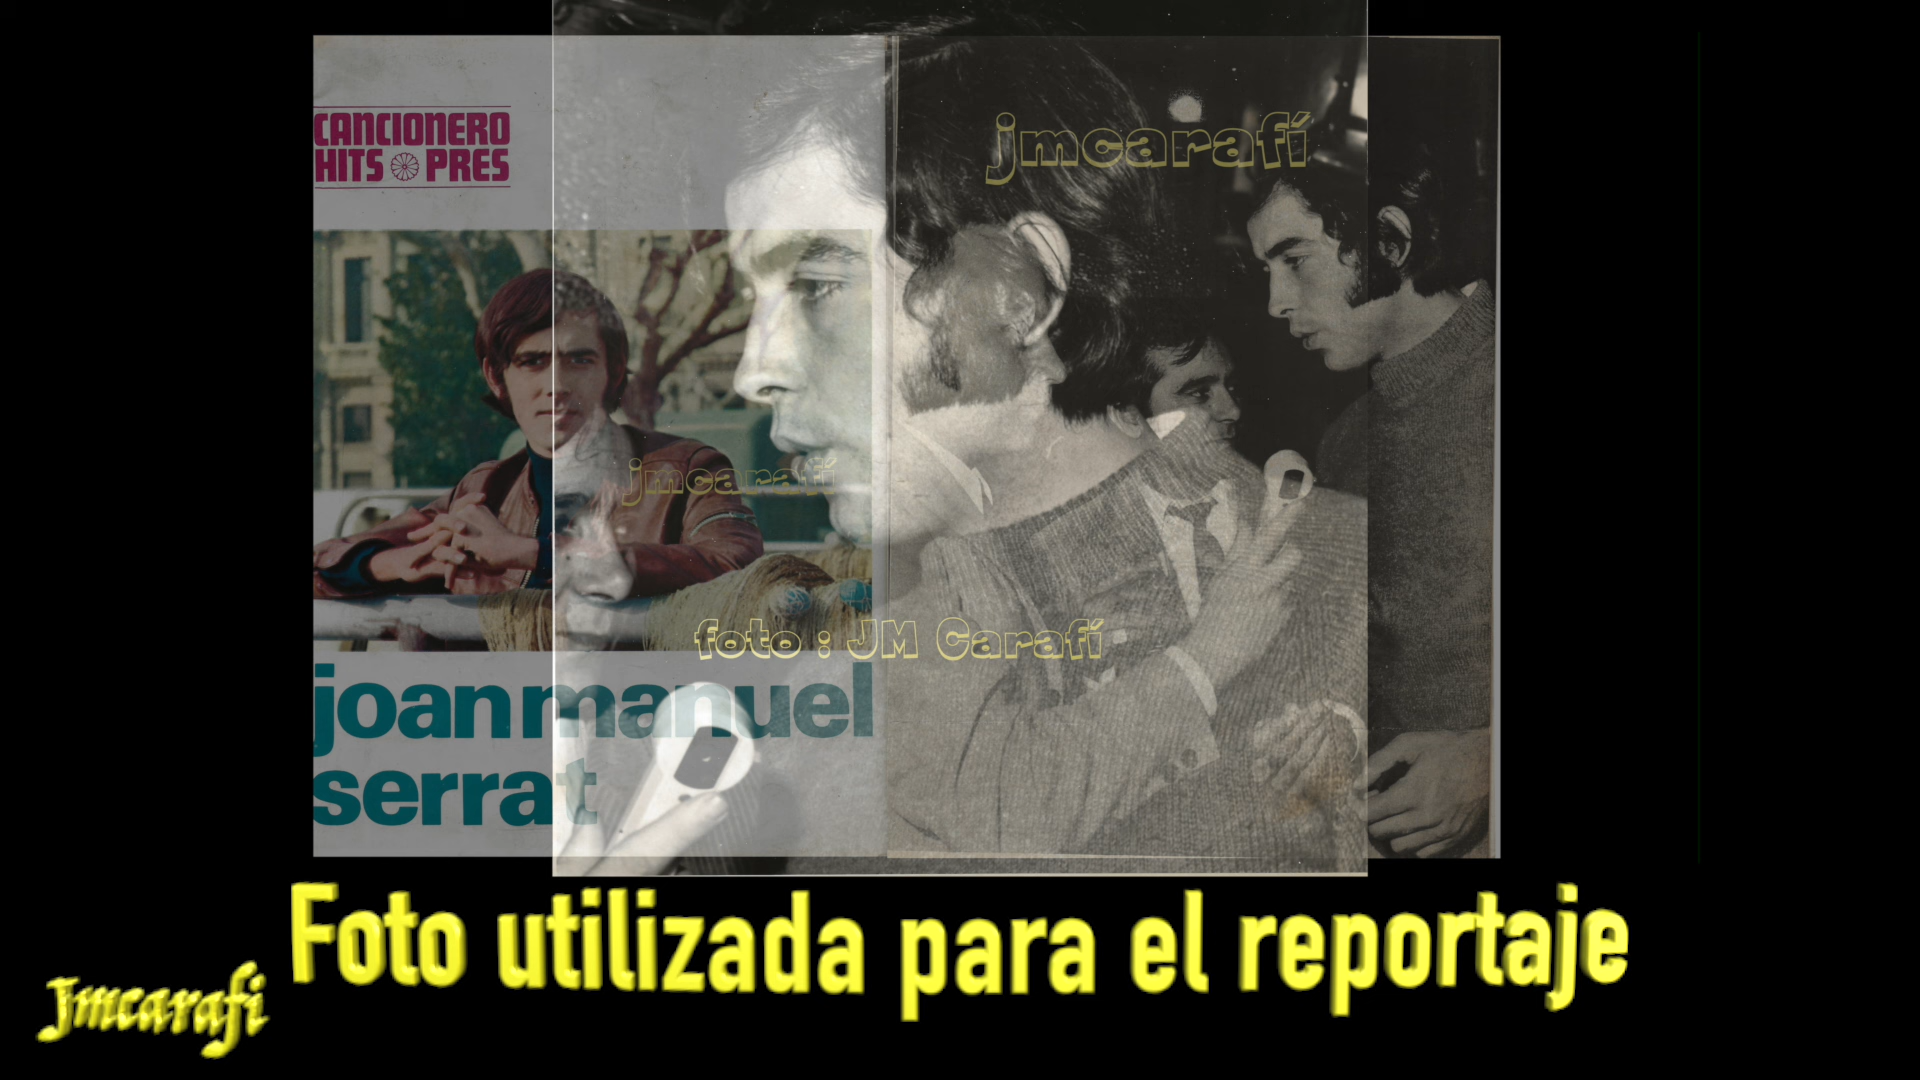 CANCIONERO
HITS PRES
jmcarafí
jmcarafí
foto : JM Carafí
joan manuel
serrat
Foto utilizada para el reportaje
Jmcarafi